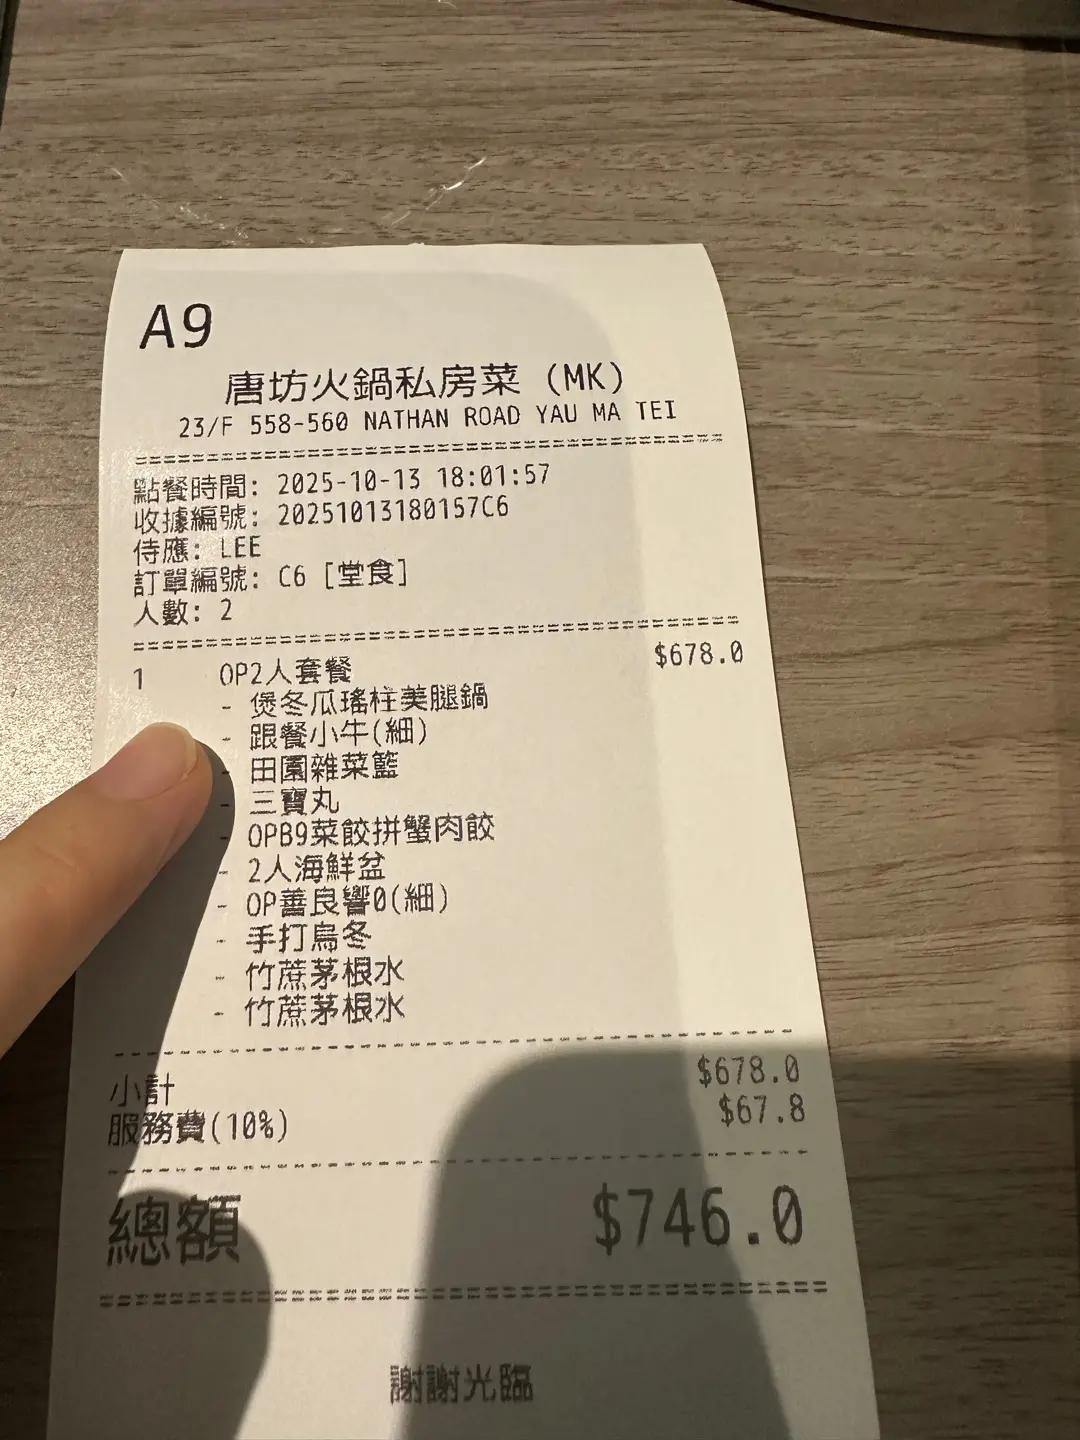 A9
唐坊火鍋私房菜 (MK)
23/F 558-560 NATHAN ROAD YAU MA TEI
點餐時間: 2025-10-13 18:01:57
收據編號: 20251013180157C6
侍應: LEE
訂單編號: C6 [堂食]
人數: 2
1 OP2人套餐 $678.0
- 煲冬瓜瑤柱美腿鍋
- 跟餐小牛(細)
- 田園雜菜籃
- 三寶丸
- OPB9菜餃拼蟹肉餃
- 2人海鮮盆
- OP善良響0(細)
- 手打烏冬
- 竹蔗茅根水
- 竹蔗茅根水
小計 $678.0
服務費(10%) $67.8
總額 $746.0
謝謝光臨